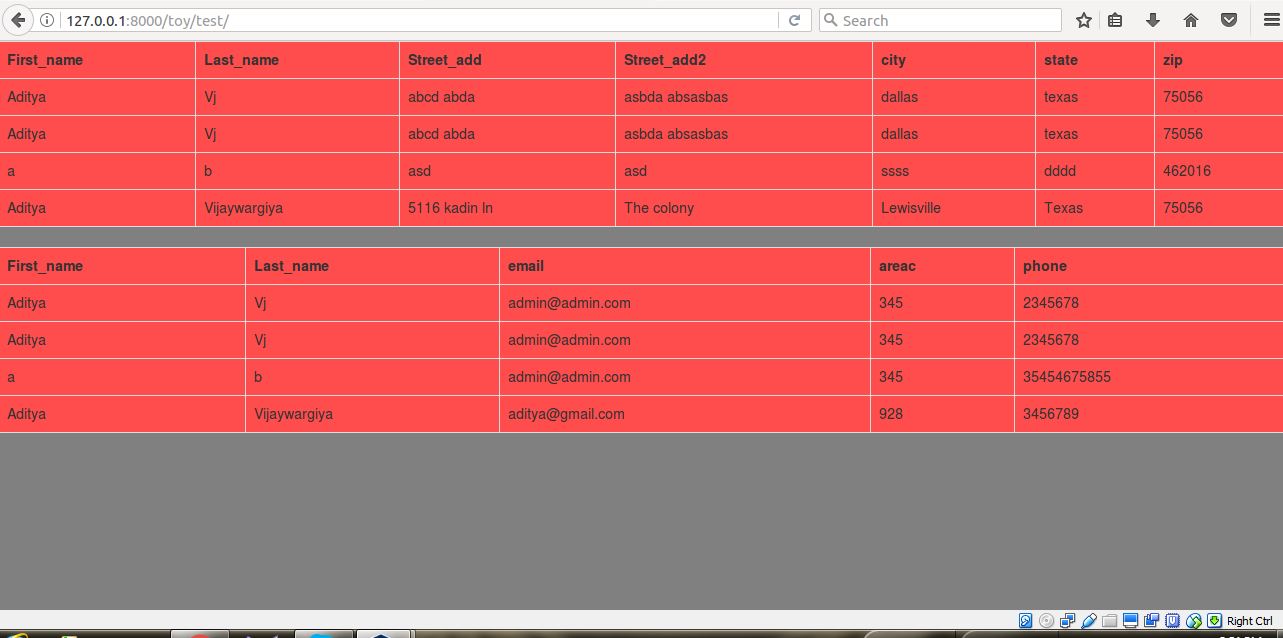 127.0.0.1:8000/toy/test/ Search
First_name Last_name Street_add Street_add2 city state zip
Aditya Vj abcd abda asbda absasbas dallas texas 75056
Aditya Vj abcd abda asbda absasbas dallas texas 75056
a b asd asd ssss dddd 462016
Aditya Vijaywargiya 5116 kadin ln The colony Lewisville Texas 75056
First_name Last_name email areac phone
Aditya Vj admin@admin.com 345 2345678
Aditya Vj admin@admin.com 345 2345678
a b admin@admin.com 345 35454675855
Aditya Vijaywargiya aditya@gmail.com 928 3456789
Right Ctrl